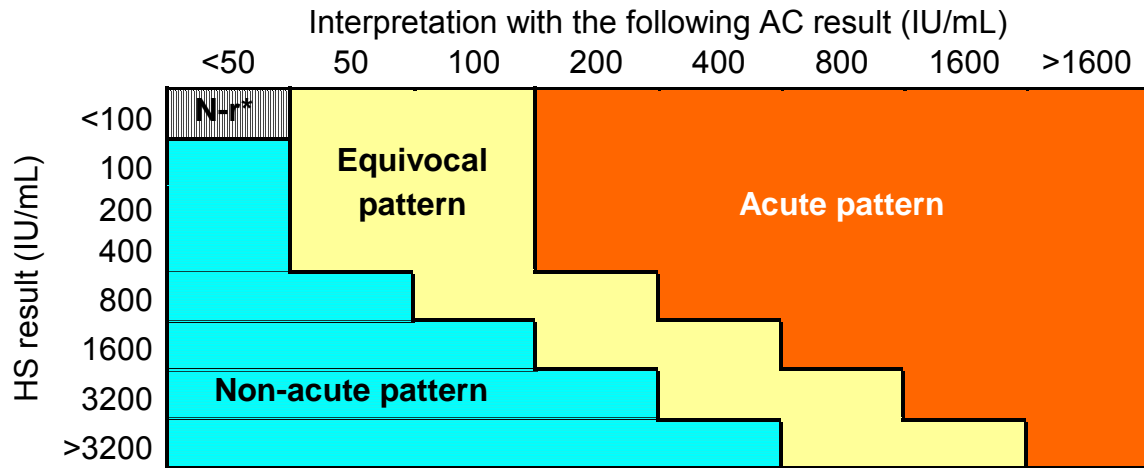 Interpretation with the following AC result (IU/mL)
<50 50 100 200 400 800 1600 >1600
HS result (IU/mL)
<100
100
200
400
800
1600
3200
>3200
N-r*
Equivocal
pattern
Acute pattern
Non-acute pattern